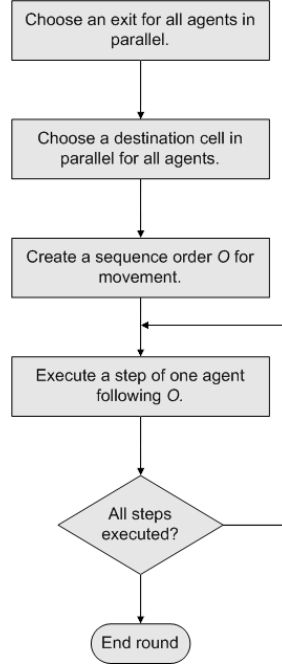 Choose an exit for all agents in
parallel.
Choose a destination cell in
parallel for all agents.
Create a sequence order O for
movement.
Execute a step of one agent
following O.
All steps
executed?
End round